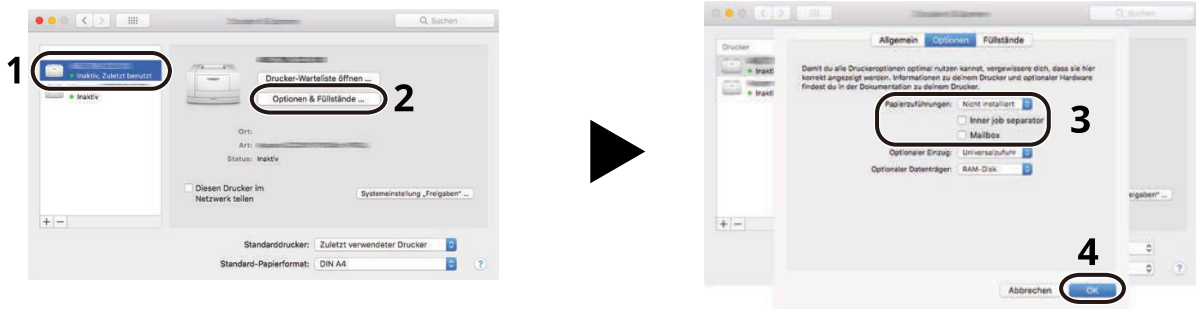 Suchen
1
Inaktiv, Zuletzt benutzt
Inaktiv
Drucker-Warteliste öffnen ...
Optionen & Füllstände ...
2
Ort:
Art:
Status: Inaktiv
Diesen Drucker im
Netzwerk teilen
Systemeinstellung „Freigaben“ ...
+ −
Standarddrucker: Zuletzt verwendeter Drucker
Standard-Papierformat: DIN A4
?
Suchen
Drucker
Inakti
Inakti
Allgemein Optionen Füllstände
Damit du alle Druckeroptionen optimal nutzen kannst, vergewissere dich, dass sie hier
korrekt angezeigt werden. Informationen zu deinem Drucker und optionaler Hardware
findest du in der Dokumentation zu deinem Drucker.
Papierzuführungen: Nicht installiert
Inner job separator
Mailbox
3
Optionaler Einzug: Universalzufuhr
Optionaler Datenträger: RAM-Disk
igaben“ ...
+ −
4
?
Abbrechen OK